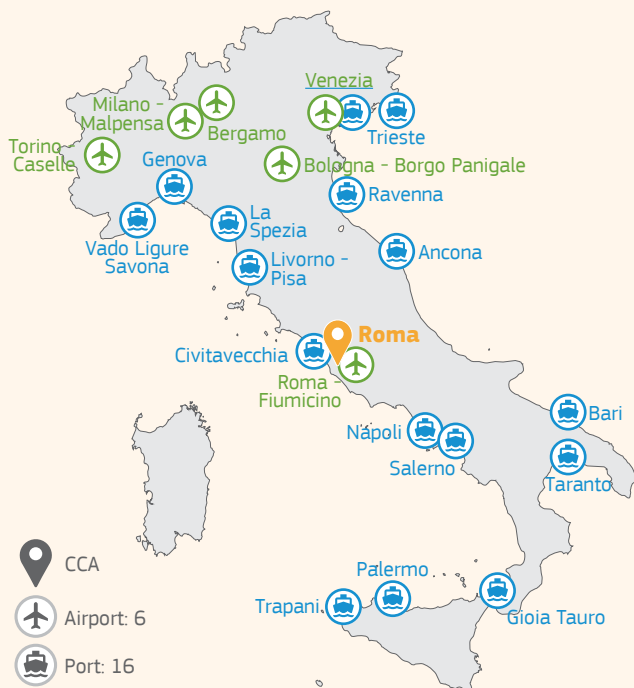 Venezia
Milano -
Malpensa
Bergamo
Trieste
Torino -
Caselle
Genova
Bologna - Borgo Panigale
Ravenna
La
Spezia
Vado Ligure
Savona
Ancona
Livorno -
Pisa
Roma
Civitavecchia
Roma -
Fiumicino
Bari
Napoli
Salerno
Taranto
CCA
Palermo
Trapani
Gioia Tauro
Airport: 6
Port: 16